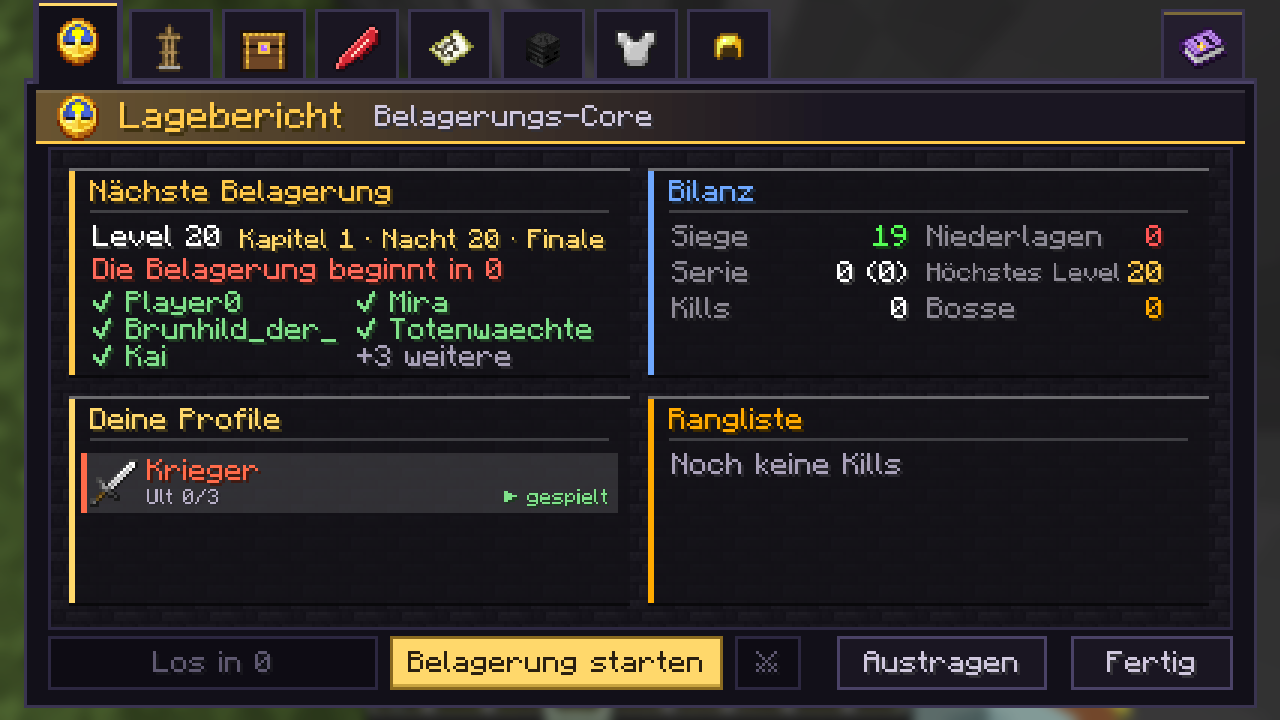 Lagebericht Belagerungs-Core
Nächste Belagerung
Level 20 Kapitel 1 · Nacht 20 · Finale
Die Belagerung beginnt in 0
✓ Player0 ✓ Mira
✓ Brunhild_der_ ✓ Totenwaechte
✓ Kai +3 weitere
Bilanz
Siege 19 Niederlagen 0
Serie 0 (0) Höchstes Level 20
Kills 0 Bosse 0
Deine Profile
Krieger
Ult 0/3 ► gespielt
Rangliste
Noch keine Kills
Los in 0 Belagerung starten Austragen Fertig